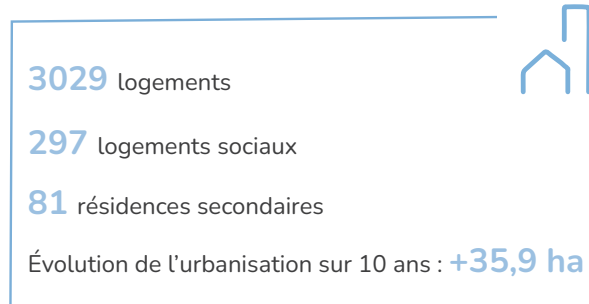 3029 logements
297 logements sociaux
81 résidences secondaires
Évolution de l’urbanisation sur 10 ans : +35,9 ha